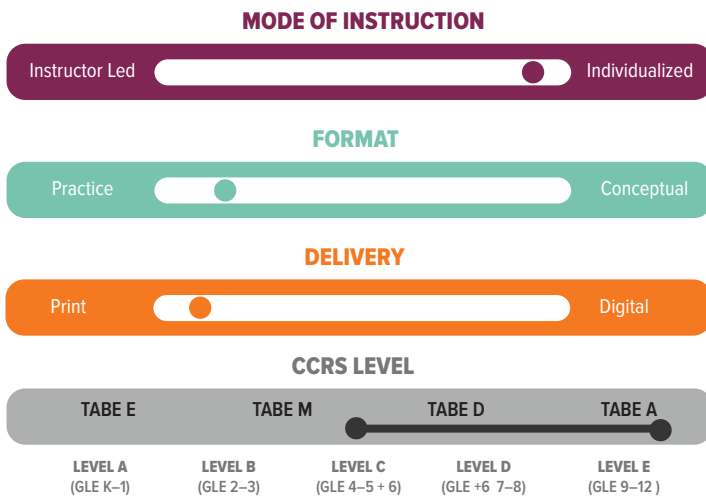 MODE OF INSTRUCTION
Instructor Led Individualized
FORMAT
Practice Conceptual
DELIVERY
Print Digital
CCRS LEVEL
TABE E TABE M TABE D TABE A
LEVEL A LEVEL B LEVEL C LEVEL D LEVEL E
(GLE K–1) (GLE 2–3) (GLE 4–5 + 6) (GLE +6 7–8) (GLE 9–12 )